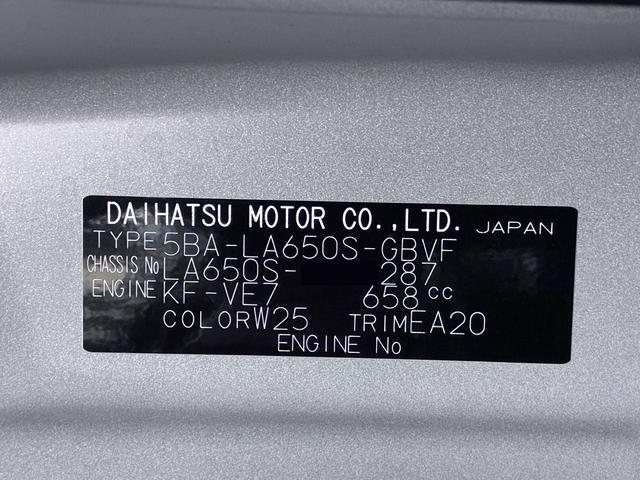 DAIHATSU MOTOR CO.,LTD. JAPAN
TYPE 5BA-LA650S-GBVF
CHASSIS No LA650S- 287
ENGINE KF-VE7 658 cc
COLOR W25 TRIM EA20
ENGINE No